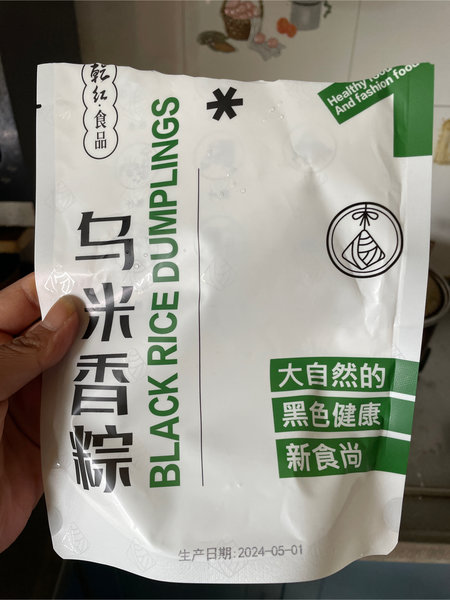 乾红食品
乌米香粽
BLACK RICE DUMPLINGS
Healthy food
And fashion food
大自然的
黑色健康
新食尚
生产日期:2024-05-01